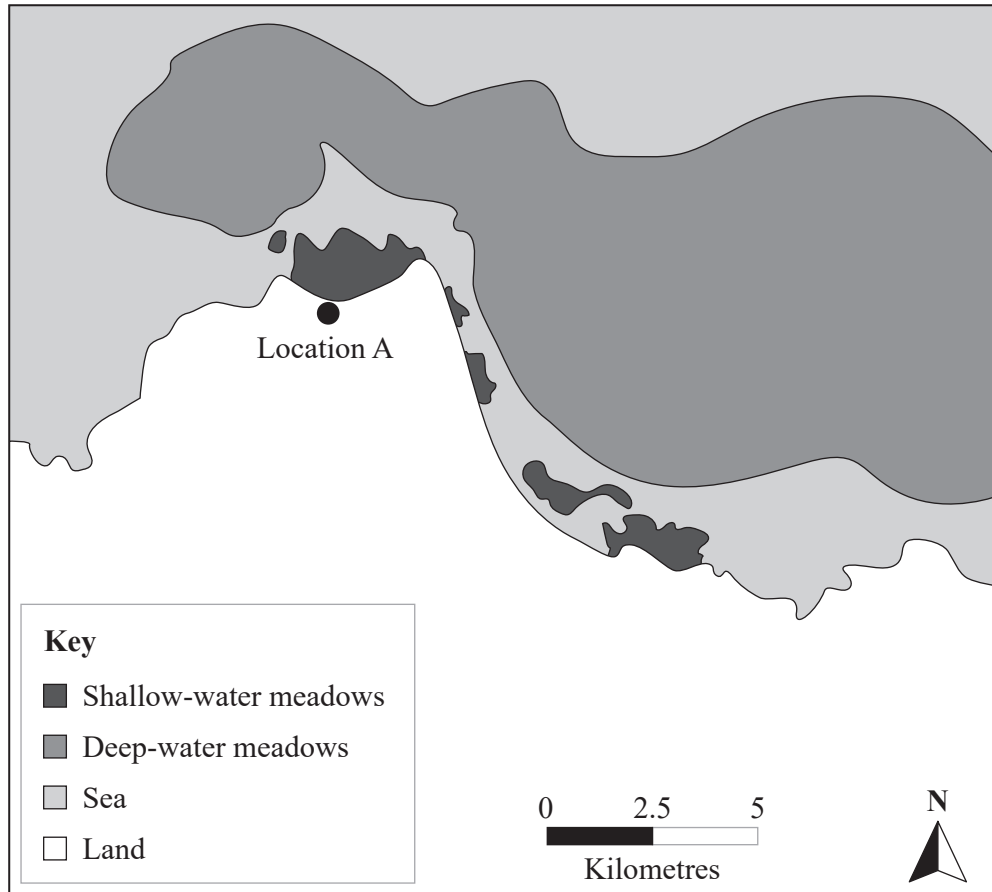 Location A
Key
Shallow-water meadows
Deep-water meadows
Sea
Land
0 2.5 5
Kilometres
N